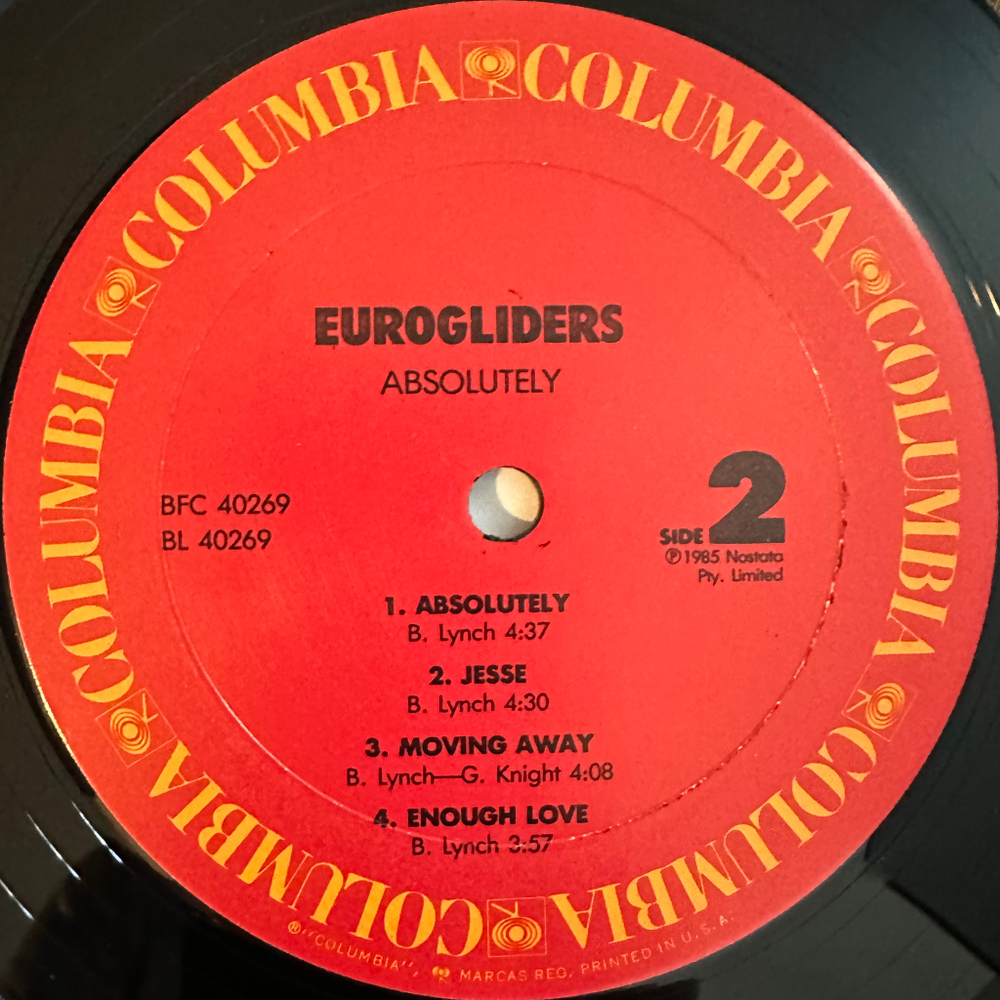 COLUMBIA COLUMBIA COLUMBIA COLUMBIA COLUMBIA COLUMBIA
EUROGLIDERS
ABSOLUTELY
BFC 40269
BL 40269
SIDE 2
℗1985 Nostata
Pty. Limited
1. ABSOLUTELY
B. Lynch 4:37
2. JESSE
B. Lynch 4:30
3. MOVING AWAY
B. Lynch—G. Knight 4:08
4. ENOUGH LOVE
B. Lynch 3:57
®"COLUMBIA", MARCAS REG. PRINTED IN U.S.A.